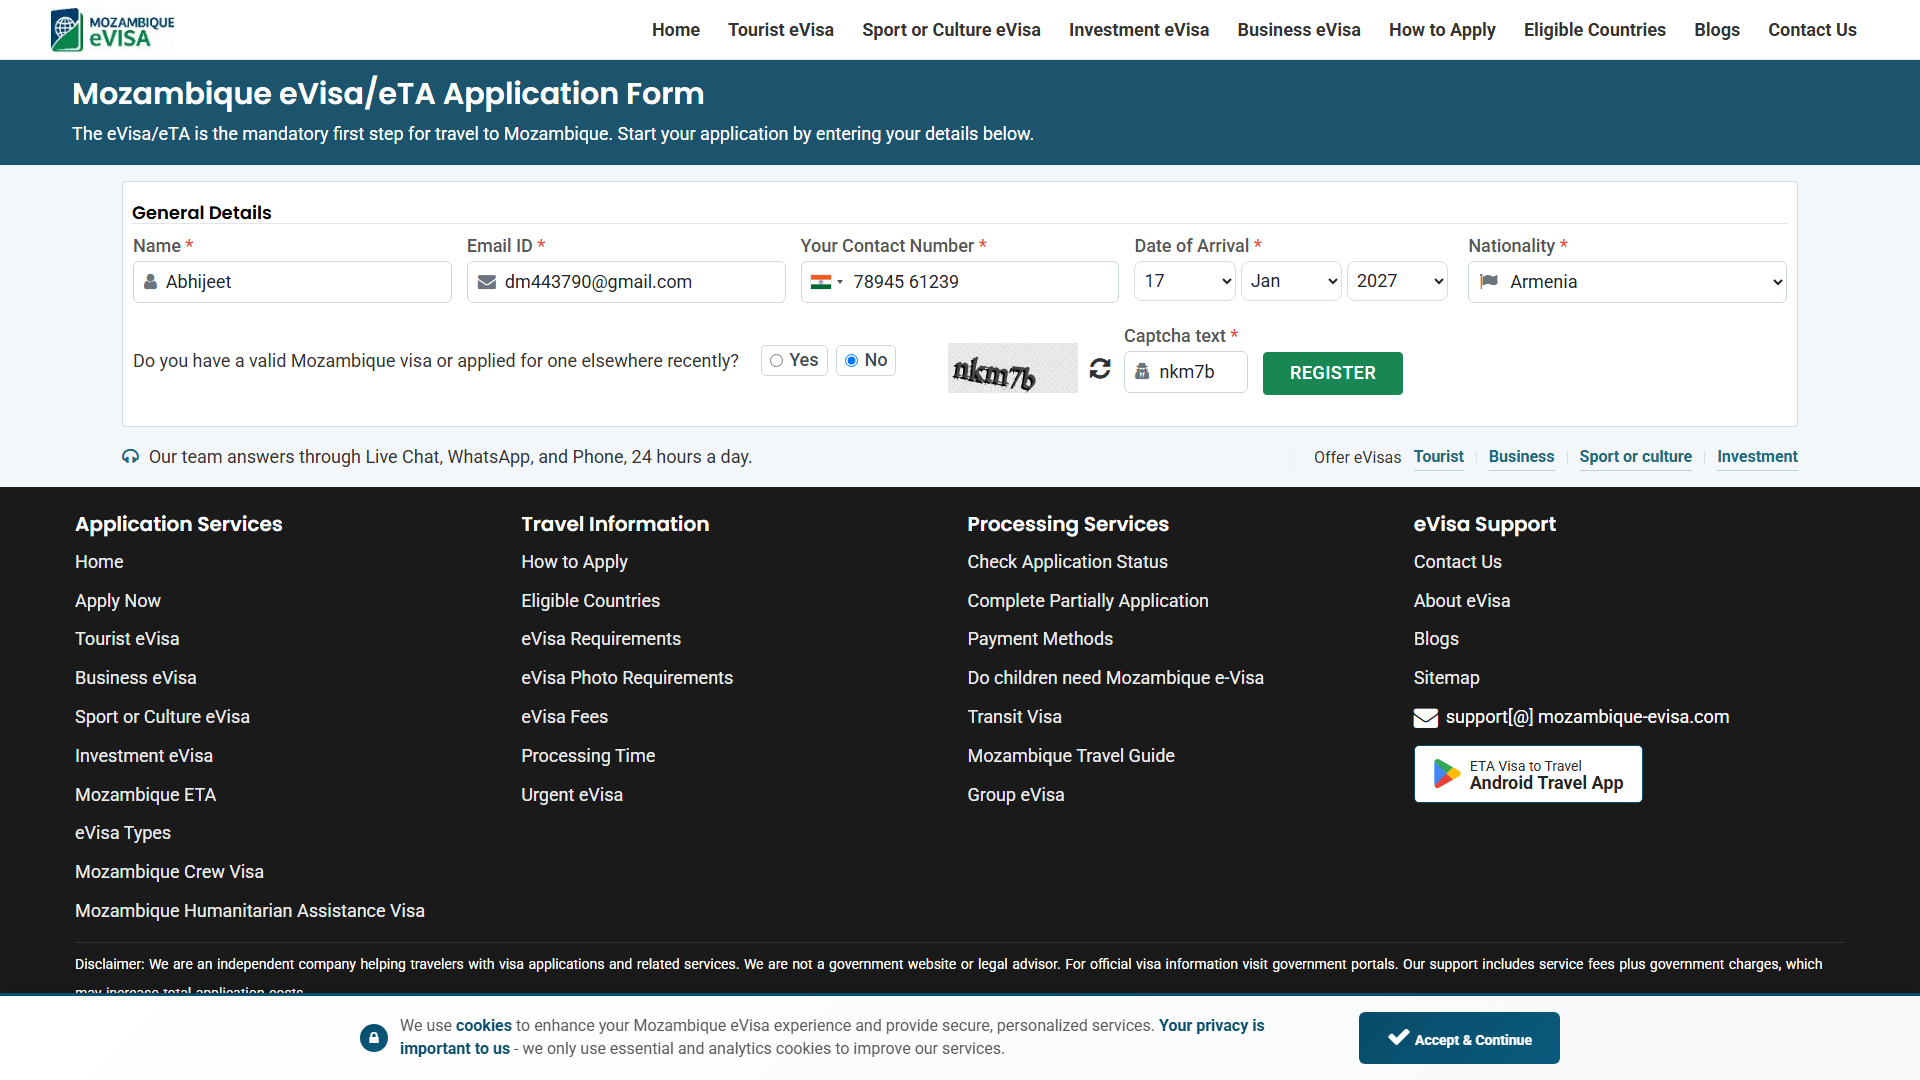 MOZAMBIQUE
eVISA
Home Tourist eVisa Sport or Culture eVisa Investment eVisa Business eVisa How to Apply Eligible Countries Blogs Contact Us
Mozambique eVisa/eTA Application Form
The eVisa/eTA is the mandatory first step for travel to Mozambique. Start your application by entering your details below.
General Details
Name * Email ID * Your Contact Number * Date of Arrival * Nationality *
Abhijeet dm443790@gmail.com 78945 61239 17 Jan 2027 Armenia
Captcha text *
Do you have a valid Mozambique visa or applied for one elsewhere recently? Yes No nkm7b nkm7b REGISTER
Our team answers through Live Chat, WhatsApp, and Phone, 24 hours a day. Offer eVisas Tourist Business Sport or culture Investment
Application Services Travel Information Processing Services eVisa Support
Home How to Apply Check Application Status Contact Us
Apply Now Eligible Countries Complete Partially Application About eVisa
Tourist eVisa eVisa Requirements Payment Methods Blogs
Business eVisa eVisa Photo Requirements Do children need Mozambique e-Visa Sitemap
Sport or Culture eVisa eVisa Fees Transit Visa support[@] mozambique-evisa.com
Investment eVisa Processing Time Mozambique Travel Guide
ETA Visa to Travel
Android Travel App
Mozambique ETA Urgent eVisa Group eVisa
eVisa Types
Mozambique Crew Visa
Mozambique Humanitarian Assistance Visa
Disclaimer: We are an independent company helping travelers with visa applications and related services. We are not a government website or legal advisor. For official visa information visit government portals. Our support includes service fees plus government charges, which
may increase total application costs.
We use cookies to enhance your Mozambique eVisa experience and provide secure, personalized services. Your privacy is
important to us - we only use essential and analytics cookies to improve our services.
Accept & Continue